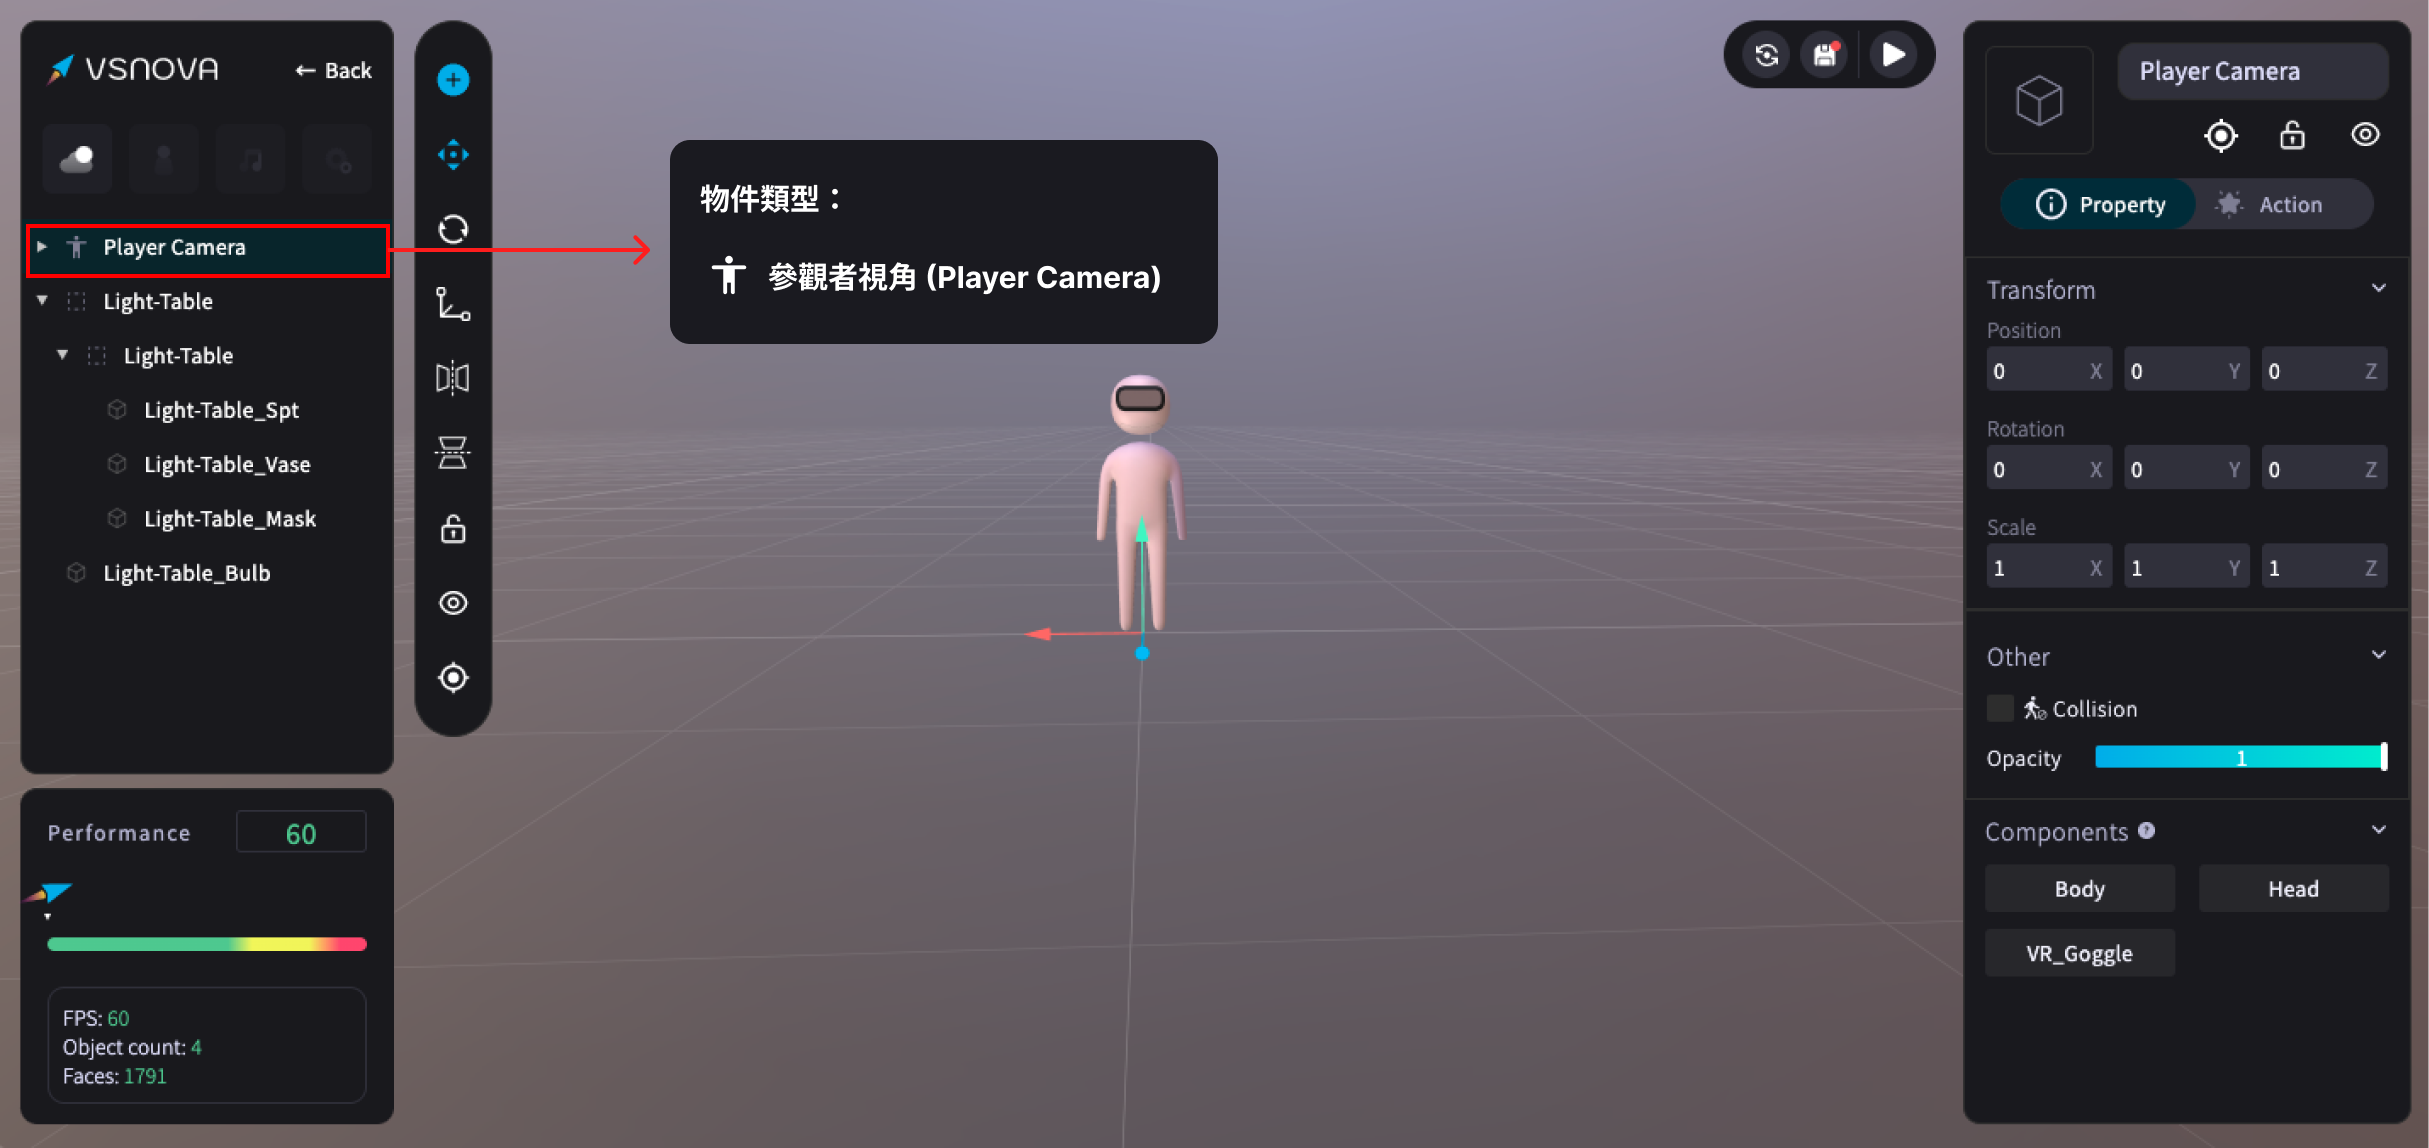 VSNOVA
← Back
Player Camera
Light-Table
Light-Table
Light-Table_Spt
Light-Table_Vase
Light-Table_Mask
Light-Table_Bulb
Performance
60
FPS: 60
Object count: 4
Faces: 1791
物件類型：
參觀者視角 (Player Camera)
Player Camera
Property
Action
Transform
Position
0 X 0 Y 0 Z
Rotation
0 X 0 Y 0 Z
Scale
1 X 1 Y 1 Z
Other
Collision
Opacity 1
Components ?
Body
Head
VR_Goggle